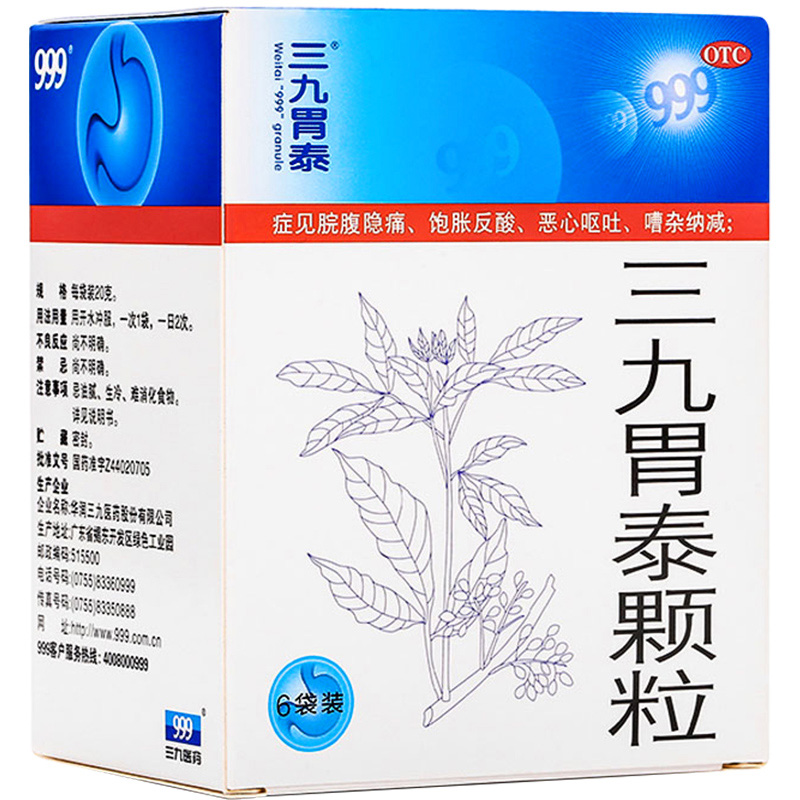 999®
三九胃泰®
Weitai "999" granule
OTC
999
999
999
症见脘腹隐痛、饱胀反酸、恶心呕吐、嘈杂纳减;
三九胃泰颗粒
6袋装
规 格 每袋装20克。
用法用量 用开水冲服，一次1袋，一日2次。
不良反应 尚不明确。
禁 忌 尚不明确。
注意事项 忌油腻、生冷、难消化食物。
详见说明书。
贮 藏 密封。
批准文号 国药准字Z44020705
生产企业
企业名称:华润三九医药股份有限公司
生产地址:广东省揭东开发区绿色工业园
邮政编码:515500
电话号码:(0755)83360999
传真号码:(0755)83350888
网 址:http://www.999.com.cn
999客户服务热线: 4008000999
999®
三九医药